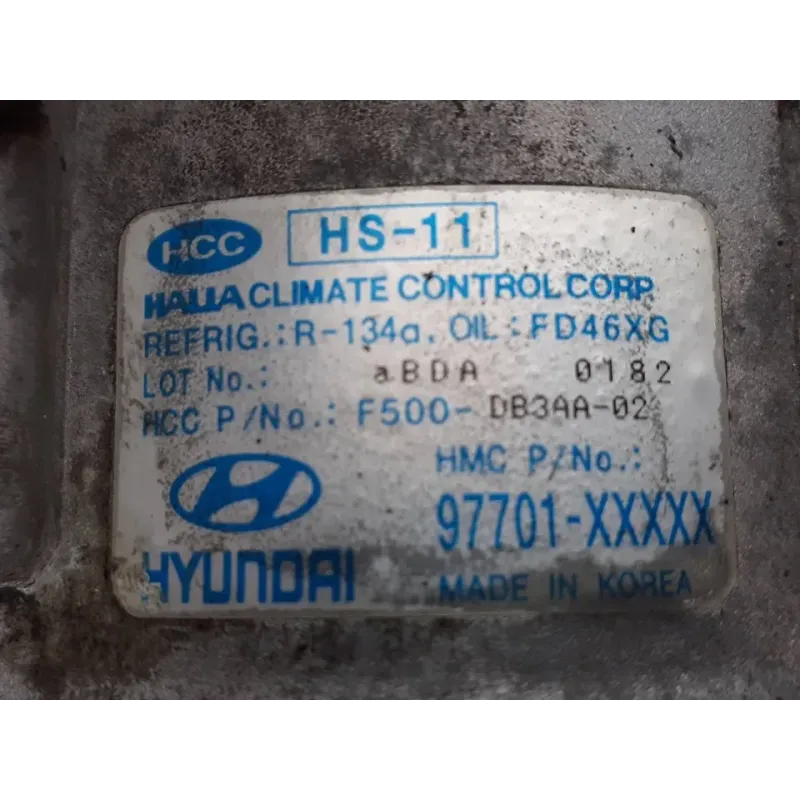 HCC HS-11
HALLA CLIMATE CONTROL CORP
REFRIG.: R-134a, OIL : FD46XG
LOT No.: aBDA 0182
HCC P/No.: F500-DB3AA-02
HMC P/No.:
97701-XXXXX
HYUNDAI MADE IN KOREA